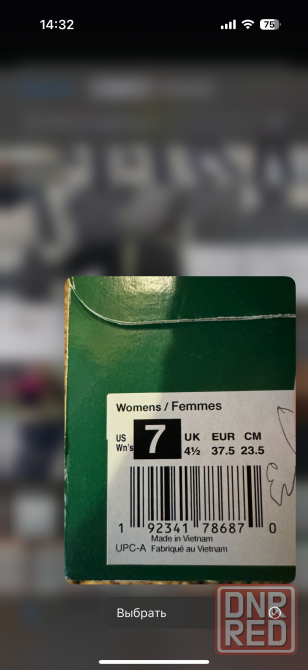 14:32
75
Womens / Femmes
US
Wn's
7
UK EUR CM
4½ 37.5 23.5
1 92341 78687 0
Made in Vietnam
UPC-A Fabriqué au Vietnam
Выбрать
DNR
RED